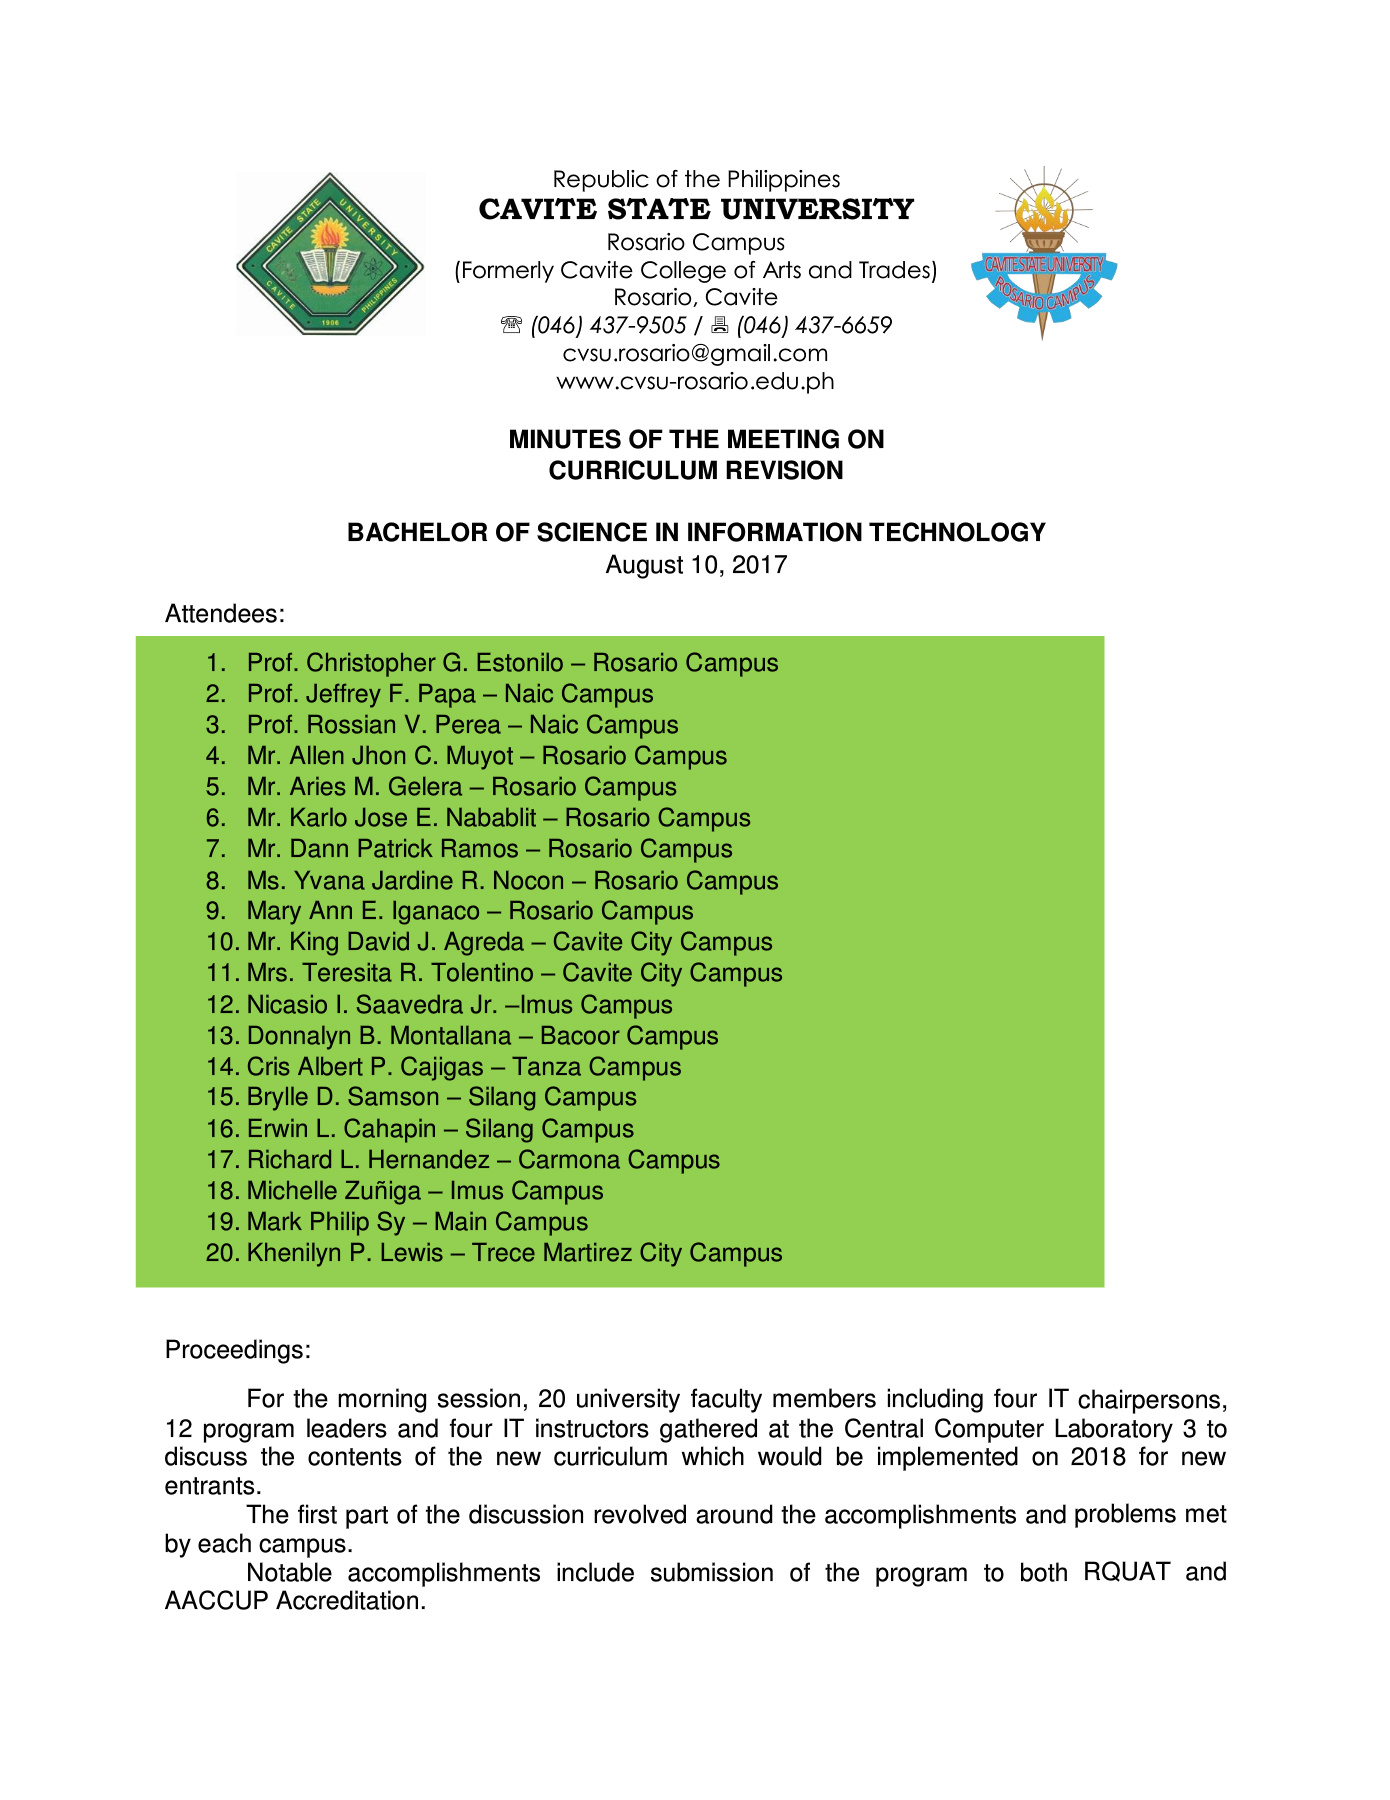 Republic of the Philippines
CAVITE STATE UNIVERSITY
Rosario Campus
(Formerly Cavite College of Arts and Trades)
Rosario, Cavite
(046) 437-9505 / (046) 437-6659
cvsu.rosario@gmail.com
www.cvsu-rosario.edu.ph
CAVITE STATE UNIVERSITY
CAVITE PHILIPPINES
1906
CAVITE STATE UNIVERSITY
ROSARIO CAMPUS
MINUTES OF THE MEETING ON
CURRICULUM REVISION
BACHELOR OF SCIENCE IN INFORMATION TECHNOLOGY
August 10, 2017
Attendees:
1. Prof. Christopher G. Estonilo – Rosario Campus
2. Prof. Jeffrey F. Papa – Naic Campus
3. Prof. Rossian V. Perea – Naic Campus
4. Mr. Allen Jhon C. Muyot – Rosario Campus
5. Mr. Aries M. Gelera – Rosario Campus
6. Mr. Karlo Jose E. Nabablit – Rosario Campus
7. Mr. Dann Patrick Ramos – Rosario Campus
8. Ms. Yvana Jardine R. Nocon – Rosario Campus
9. Mary Ann E. Iganaco – Rosario Campus
10. Mr. King David J. Agreda – Cavite City Campus
11. Mrs. Teresita R. Tolentino – Cavite City Campus
12. Nicasio I. Saavedra Jr. –Imus Campus
13. Donnalyn B. Montallana – Bacoor Campus
14. Cris Albert P. Cajigas – Tanza Campus
15. Brylle D. Samson – Silang Campus
16. Erwin L. Cahapin – Silang Campus
17. Richard L. Hernandez – Carmona Campus
18. Michelle Zuñiga – Imus Campus
19. Mark Philip Sy – Main Campus
20. Khenilyn P. Lewis – Trece Martirez City Campus
Proceedings:
For the morning session, 20 university faculty members including four IT chairpersons,
12 program leaders and four IT instructors gathered at the Central Computer Laboratory 3 to
discuss the contents of the new curriculum which would be implemented on 2018 for new
entrants.
The first part of the discussion revolved around the accomplishments and problems met
by each campus.
Notable accomplishments include submission of the program to both RQUAT and
AACCUP Accreditation.